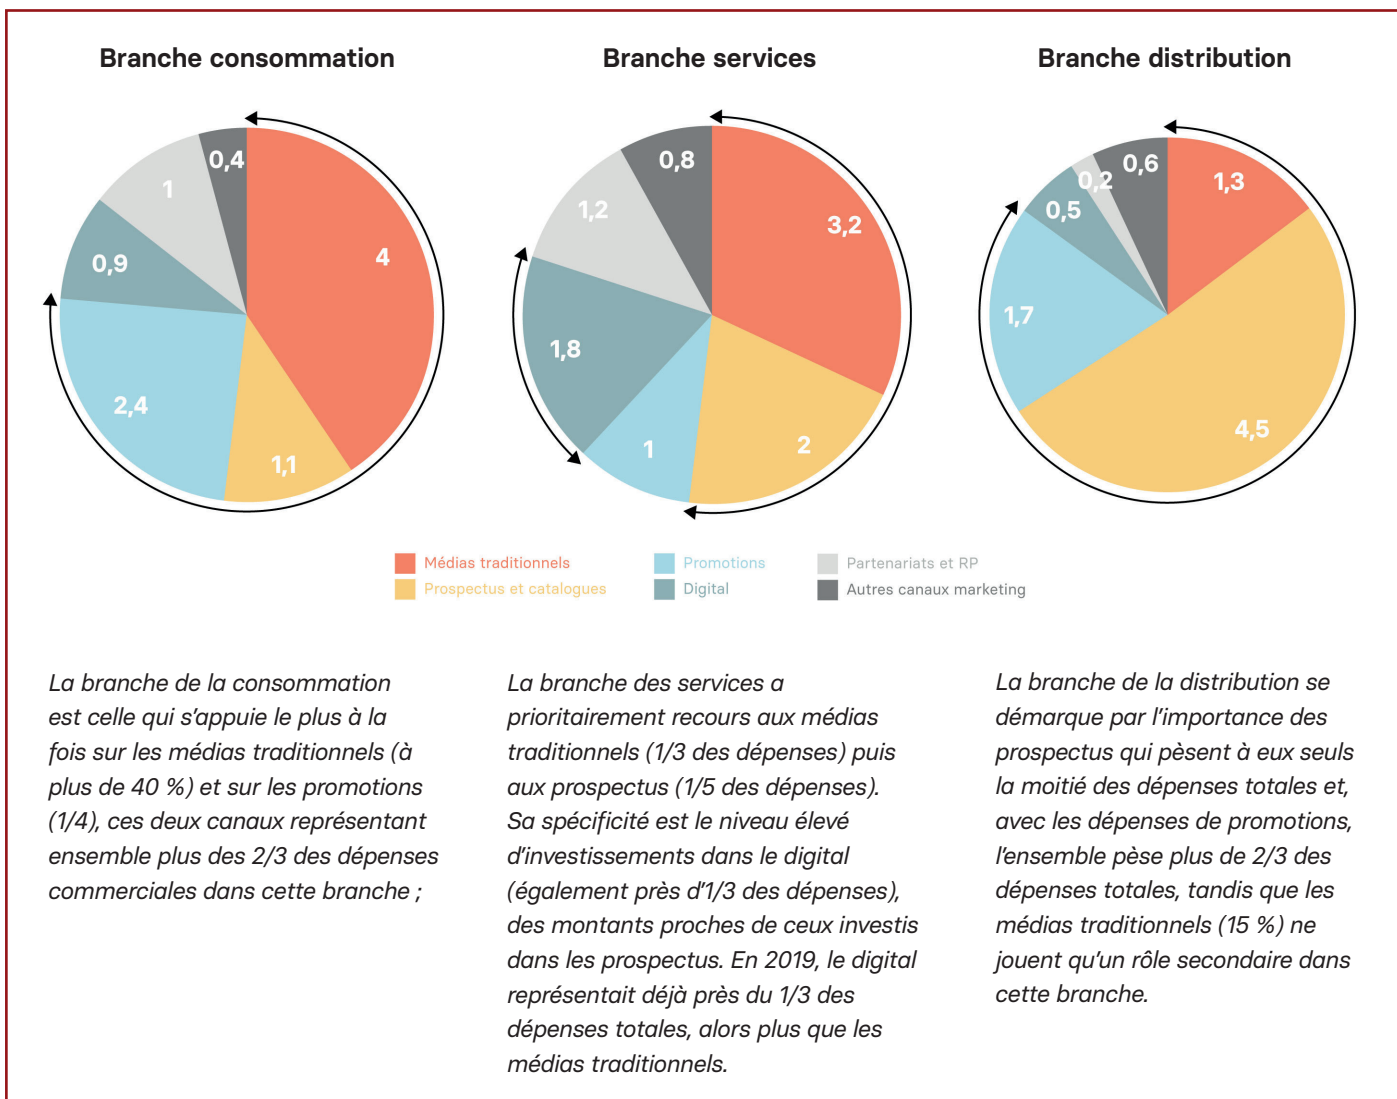 Branche consommation
4
1,1
2,4
0,9
1
0,4
Branche services
3,2
2
1
1,8
1,2
0,8
Branche distribution
1,3
4,5
1,7
0,5
0,2
0,6
Médias traditionnels
Prospectus et catalogues
Promotions
Digital
Partenariats et RP
Autres canaux marketing
La branche de la consommation
est celle qui s'appuie le plus à la
fois sur les médias traditionnels (à
plus de 40 %) et sur les promotions
(1/4), ces deux canaux représentant
ensemble plus des 2/3 des dépenses
commerciales dans cette branche ;
La branche des services a
prioritairement recours aux médias
traditionnels (1/3 des dépenses) puis
aux prospectus (1/5 des dépenses).
Sa spécificité est le niveau élevé
d'investissements dans le digital
(également près d'1/3 des dépenses),
des montants proches de ceux investis
dans les prospectus. En 2019, le digital
représentait déjà près du 1/3 des
dépenses totales, alors plus que les
médias traditionnels.
La branche de la distribution se
démarque par l'importance des
prospectus qui pèsent à eux seuls
la moitié des dépenses totales et,
avec les dépenses de promotions,
l'ensemble pèse plus de 2/3 des
dépenses totales, tandis que les
médias traditionnels (15 %) ne
jouent qu'un rôle secondaire dans
cette branche.